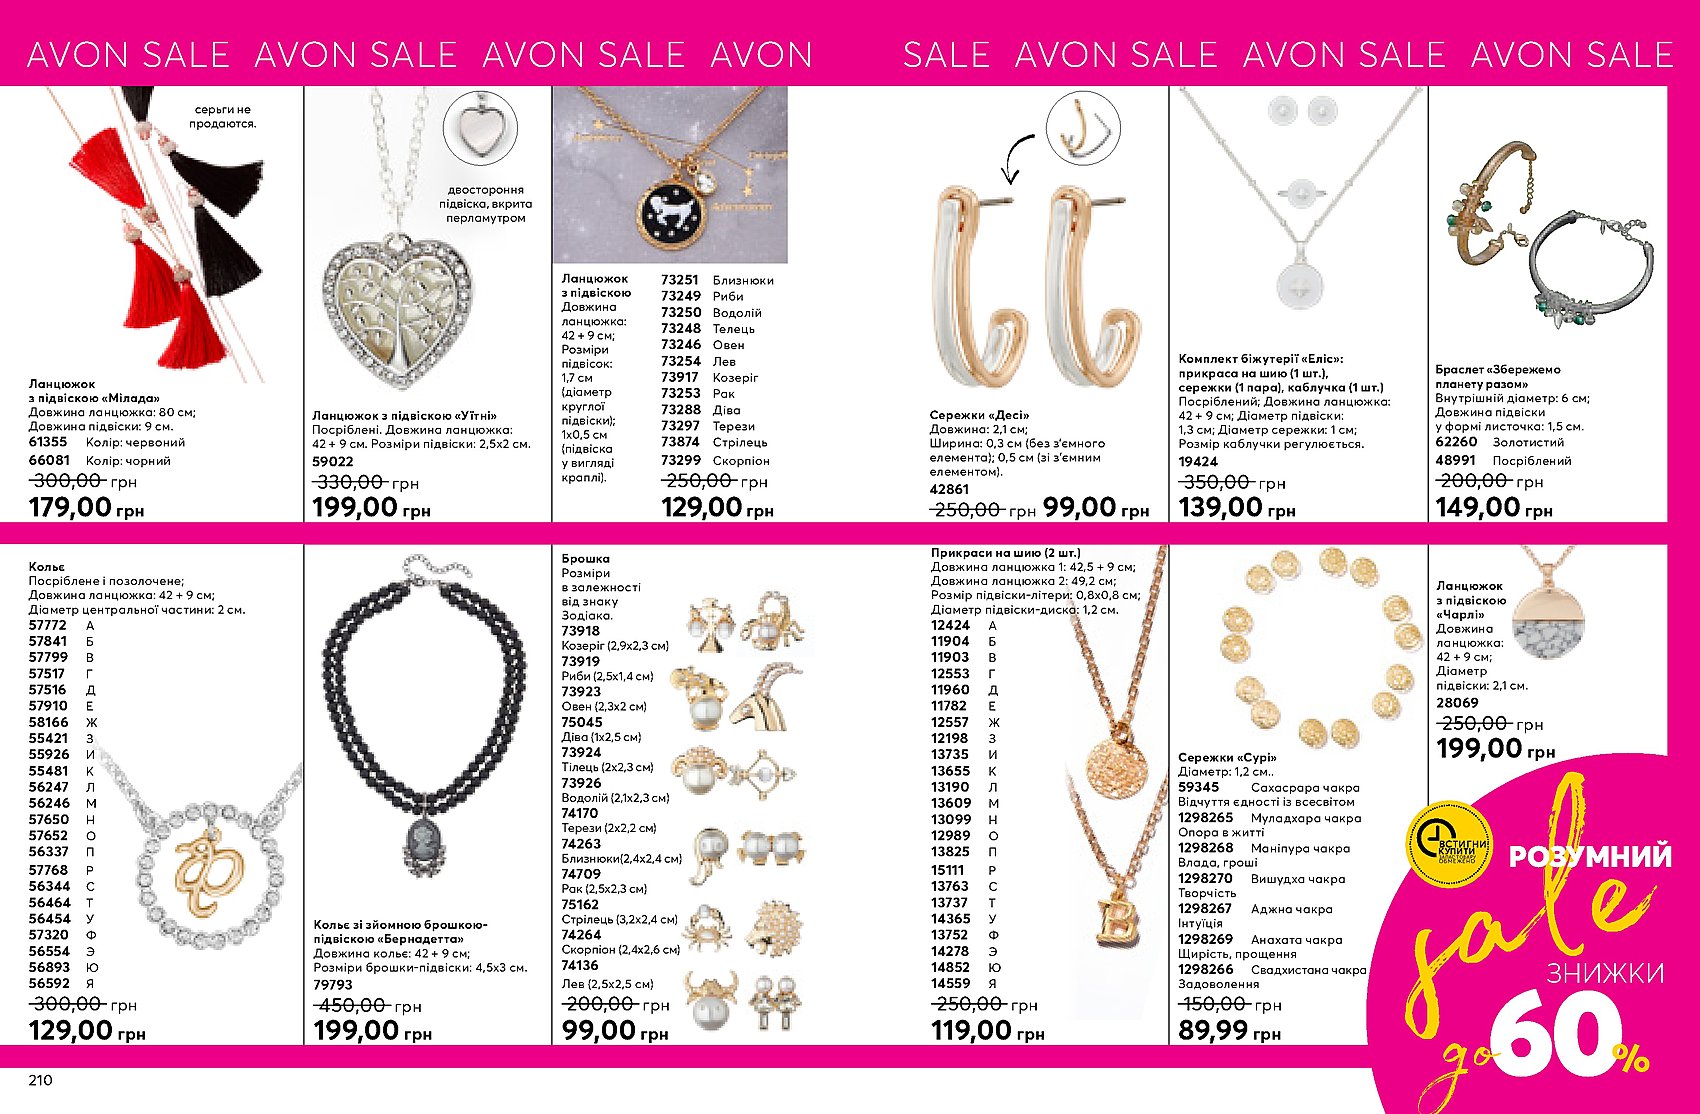 AVON SALE AVON SALE AVON SALE AVON
SALE AVON SALE AVON SALE AVON SALE
серьги не
продаются.
Ланцюжок
з підвіскою «Мілада»
Довжина ланцюжка: 80 см;
Довжина підвіски: 9 см.
61355 Колір: червоний
66081 Колір: чорний
300,00 грн
179,00 грн
двостороння
підвіска, вкрита
перламутром
Ланцюжок з підвіскою «Уїтні»
Посріблені. Довжина ланцюжка:
42 + 9 см. Розміри підвіски: 2,5х2 см.
59022
330,00 грн
199,00 грн
Ланцюжок
з підвіскою
Довжина
ланцюжка:
42 + 9 см;
Розміри
підвісок:
1,7 см
(діаметр
круглої
підвіски);
1х0,5 см
(підвіска
у вигляді
краплі).
73251 Близнюки
73249 Риби
73250 Водолій
73248 Телець
73246 Овен
73254 Лев
73917 Козеріг
73253 Рак
73288 Діва
73297 Терези
73874 Стрілець
73299 Скорпіон
250,00 грн
129,00 грн
Сережки «Десі»
Довжина: 2,1 см;
Ширина: 0,3 см (без з’ємного
елемента); 0,5 см (зі з’ємним
елементом).
42861
250,00 грн 99,00 грн
Комплект біжутерії «Еліс»:
прикраса на шию (1 шт.),
сережки (1 пара), каблучка (1 шт.)
Посріблений; Довжина ланцюжка:
42 + 9 см; Діаметр підвіски:
1,3 см; Діаметр сережки: 1 см;
Розмір каблучки регулюється.
19424
350,00 грн
139,00 грн
Браслет «Збережемо
планету разом»
Внутрішній діаметр: 6 см;
Довжина підвіски
у формі листочка: 1,5 см.
62260 Золотистий
48991 Посріблений
200,00 грн
149,00 грн
Кольє
Посріблене і позолочене;
Довжина ланцюжка: 42 + 9 см;
Діаметр центральної частини: 2 см.
57772 А
57841 Б
57799 В
57517 Г
57516 Д
57910 Е
58166 Ж
55421 З
55926 И
55481 К
56247 Л
56246 М
57650 Н
57652 О
56337 П
57768 Р
56344 С
56464 Т
56454 У
57320 Ф
56554 Э
56893 Ю
56592 Я
300,00 грн
129,00 грн
Кольє зі зйомною брошкою-
підвіскою «Бернадетта»
Довжина кольє: 42 + 9 см;
Розміри брошки-підвіски: 4,5х3 см.
79793
450,00 грн
199,00 грн
Брошка
Розміри
в залежності
від знаку
Зодіака.
73918
Козеріг (2,9х2,3 см)
73919
Риби (2,5х1,4 см)
73923
Овен (2,3х2 см)
75045
Діва (1х2,5 см)
73924
Тілець (2х2,3 см)
73926
Водолій (2,1х2,3 см)
74170
Терези (2х2,2 см)
74263
Близнюки(2,4х2,4 см)
74709
Рак (2,5х2,3 см)
75162
Стрілець (3,2х2,4 см)
74264
Скорпіон (2,4х2,6 см)
74136
Лев (2,5х2,5 см)
200,00 грн
99,00 грн
Прикраси на шию (2 шт.)
Довжина ланцюжка 1: 42,5 + 9 см;
Довжина ланцюжка 2: 49,2 см;
Розмір підвіски-літери: 0,8х0,8 см;
Діаметр підвіски-диска: 1,2 см.
12424 А
11904 Б
11903 В
12553 Г
11960 Д
11782 Е
12557 Ж
12198 З
13735 И
13655 К
13190 Л
13609 М
13099 Н
12989 О
13825 П
15111 Р
13763 С
13737 Т
14365 У
13752 Ф
14278 Э
14852 Ю
14559 Я
250,00 грн
119,00 грн
B
Сережки «Сурі»
Діаметр: 1,2 см..
59345 Сахасрара чакра
Відчуття єдності із всесвітом
1298265 Муладхара чакра
Опора в житті
1298268 Маніпура чакра
Влада, гроші
1298270 Вишудха чакра
Творчість
1298267 Аджна чакра
Інтуїція
1298269 Анахата чакра
Щирість, прощення
1298266 Свадхистана чакра
Задоволення
150,00 грн
89,99 грн
Ланцюжок
з підвіскою
«Чарлі»
Довжина
ланцюжка:
42 + 9 см;
Діаметр
підвіски: 2,1 см.
28069
250,00 грн
199,00 грн
ВСТИГНИ
КУПИТИ
ЗАПАС ТОВАРУ
ОБМЕЖЕНО
РОЗУМНИЙ
sale
ЗНИЖКИ
до 60%
210